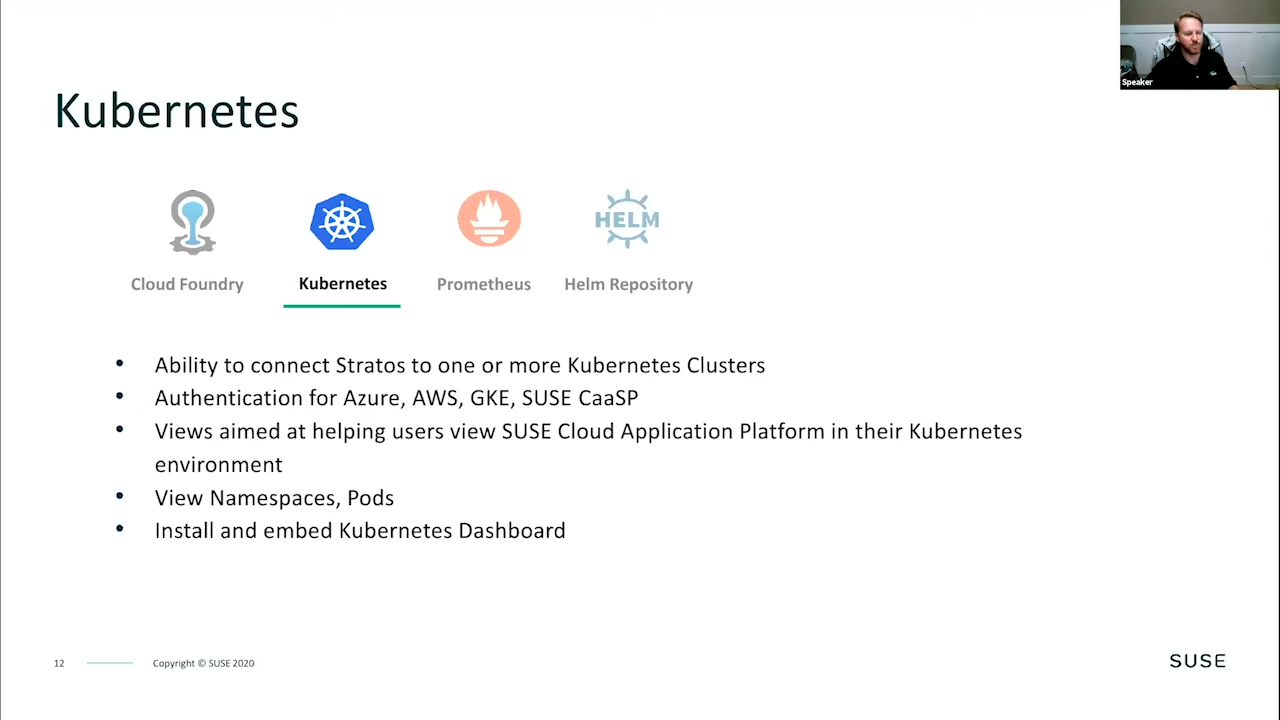 Speaker
Kubernetes
HELM
Cloud Foundry
Kubernetes
Prometheus
Helm Repository
• Ability to connect Stratos to one or more Kubernetes Clusters
• Authentication for Azure, AWS, GKE, SUSE CaaSP
• Views aimed at helping users view SUSE Cloud Application Platform in their Kubernetes
environment
• View Namespaces, Pods
• Install and embed Kubernetes Dashboard
12
Copyright © SUSE 2020
SUSE